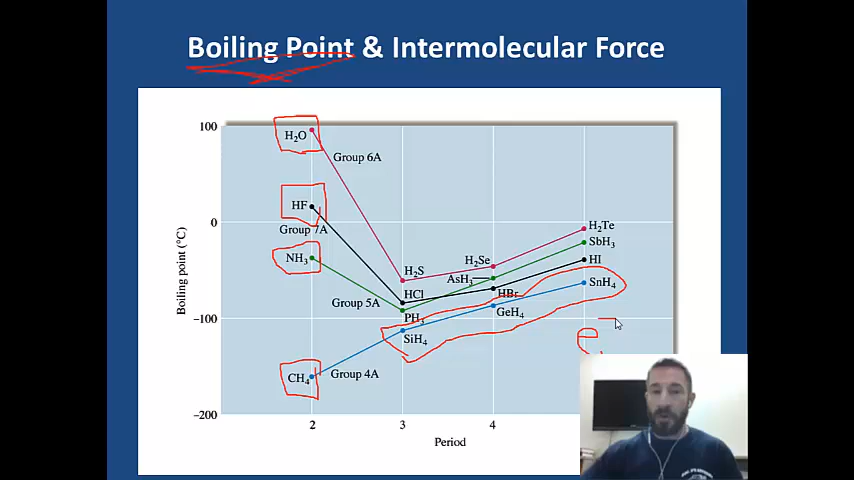 Boiling Point & Intermolecular Force
100
H₂O
Group 6A
HF
0
Group 7A
H₂Te
SbH₃
NH₃
H₂S
H₂Se
HI
AsH₃
SnH₄
Boiling point (°C)
HCl
HBr
Group 5A
PH₃
GeH₄
–100
SiH₄
e⁻
CH₄
Group 4A
–200
2
3
4
Period